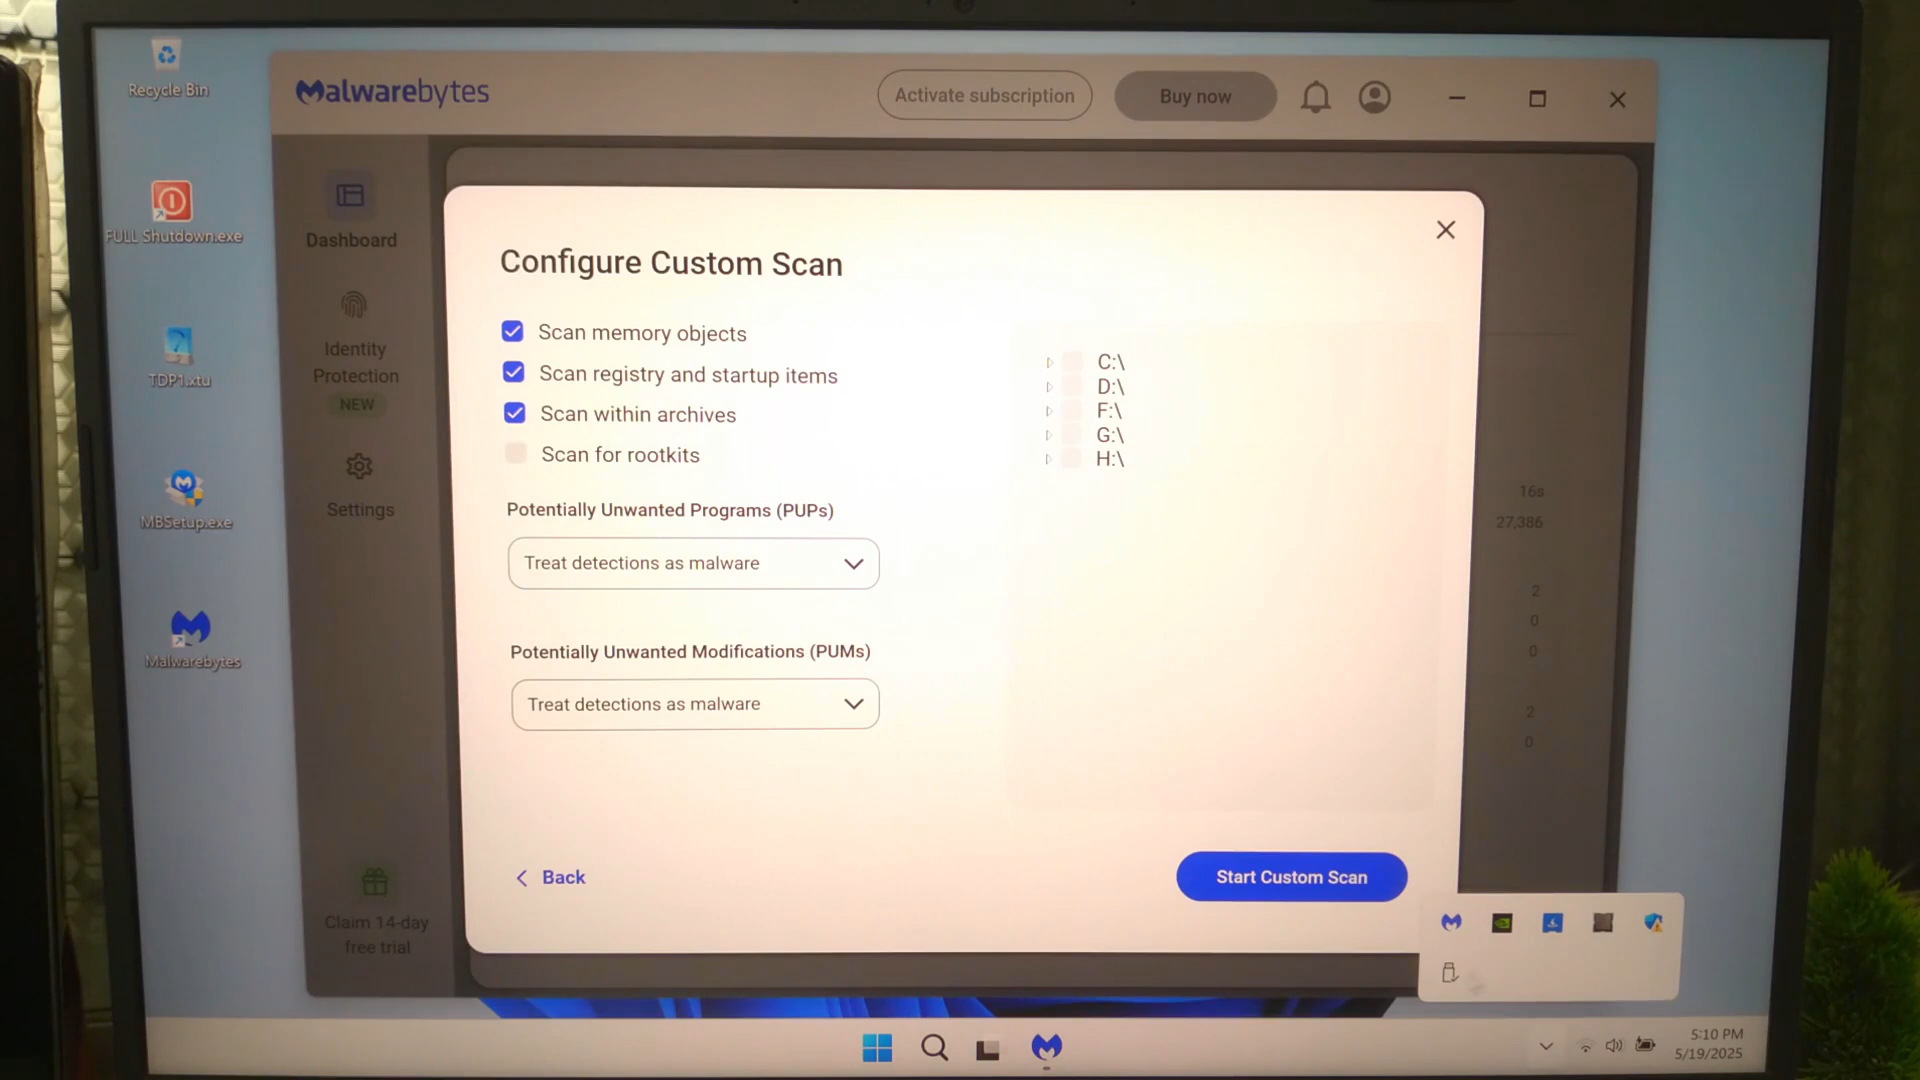 Recycle Bin
FULL Shutdown.exe
TDP1.xtu
MBSetup.exe
Malwarebytes
Malwarebytes
Activate subscription
Buy now
Dashboard
Identity
Protection
NEW
Settings
Claim 14-day
free trial
Configure Custom Scan
Scan memory objects
Scan registry and startup items
Scan within archives
Scan for rootkits
Potentially Unwanted Programs (PUPs)
Treat detections as malware
Potentially Unwanted Modifications (PUMs)
Treat detections as malware
C:\
D:\
F:\
G:\
H:\
Back
Start Custom Scan
16s
27,386
2
0
0
2
0
5:10 PM
5/19/2025